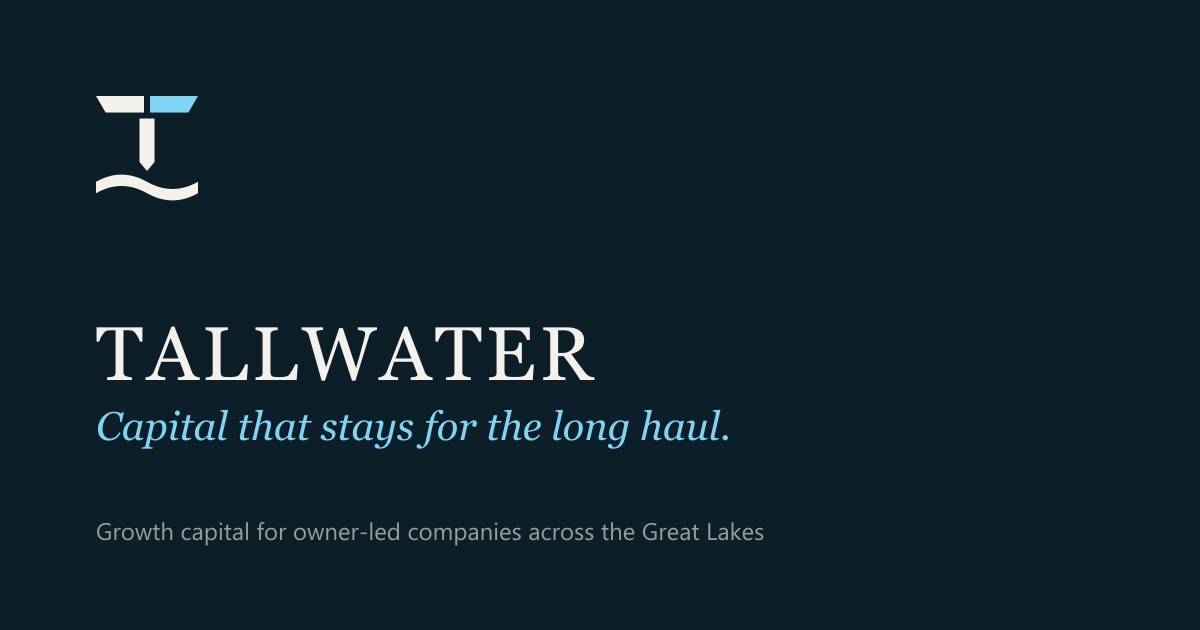 TALLWATER
Capital that stays for the long haul.
Growth capital for owner-led companies across the Great Lakes